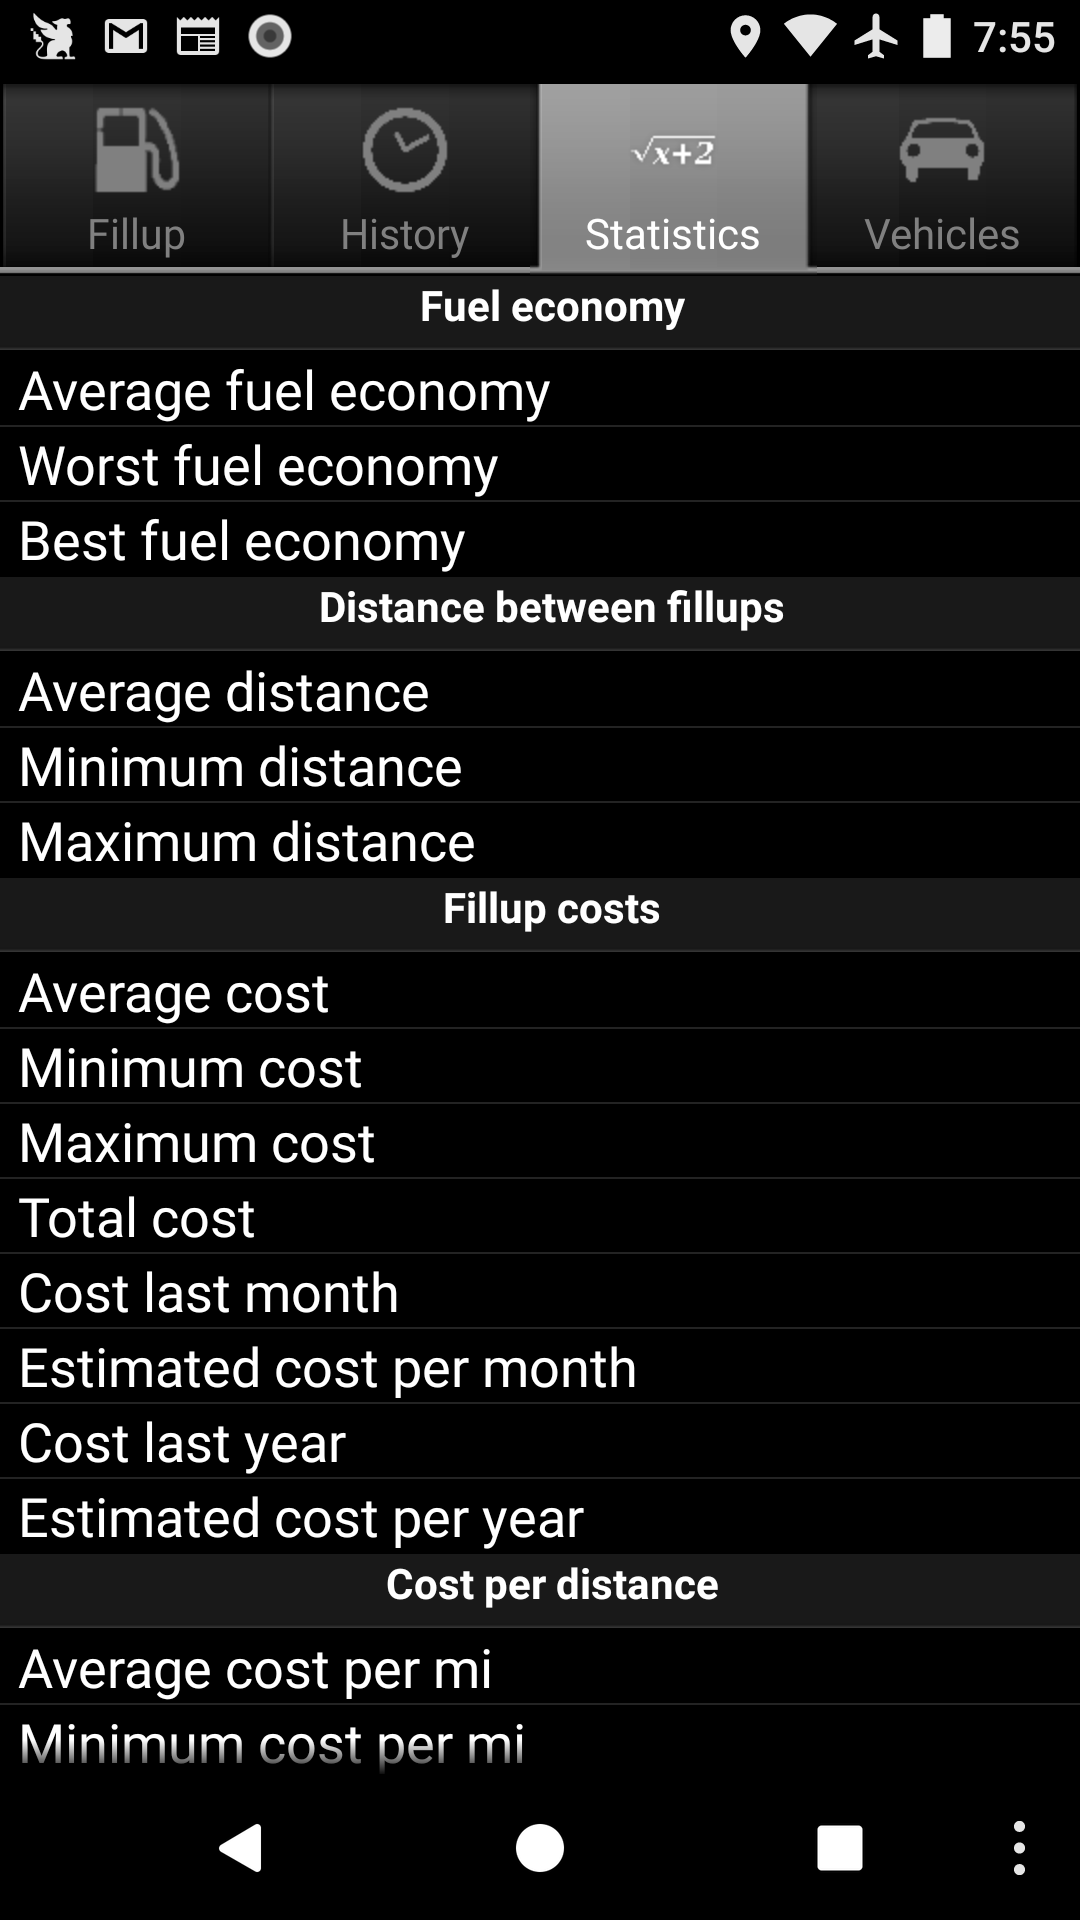 7:55
√x+2
Fillup
History
Statistics
Vehicles
Fuel economy
Average fuel economy
Worst fuel economy
Best fuel economy
Distance between fillups
Average distance
Minimum distance
Maximum distance
Fillup costs
Average cost
Minimum cost
Maximum cost
Total cost
Cost last month
Estimated cost per month
Cost last year
Estimated cost per year
Cost per distance
Average cost per mi
Minimum cost per mi